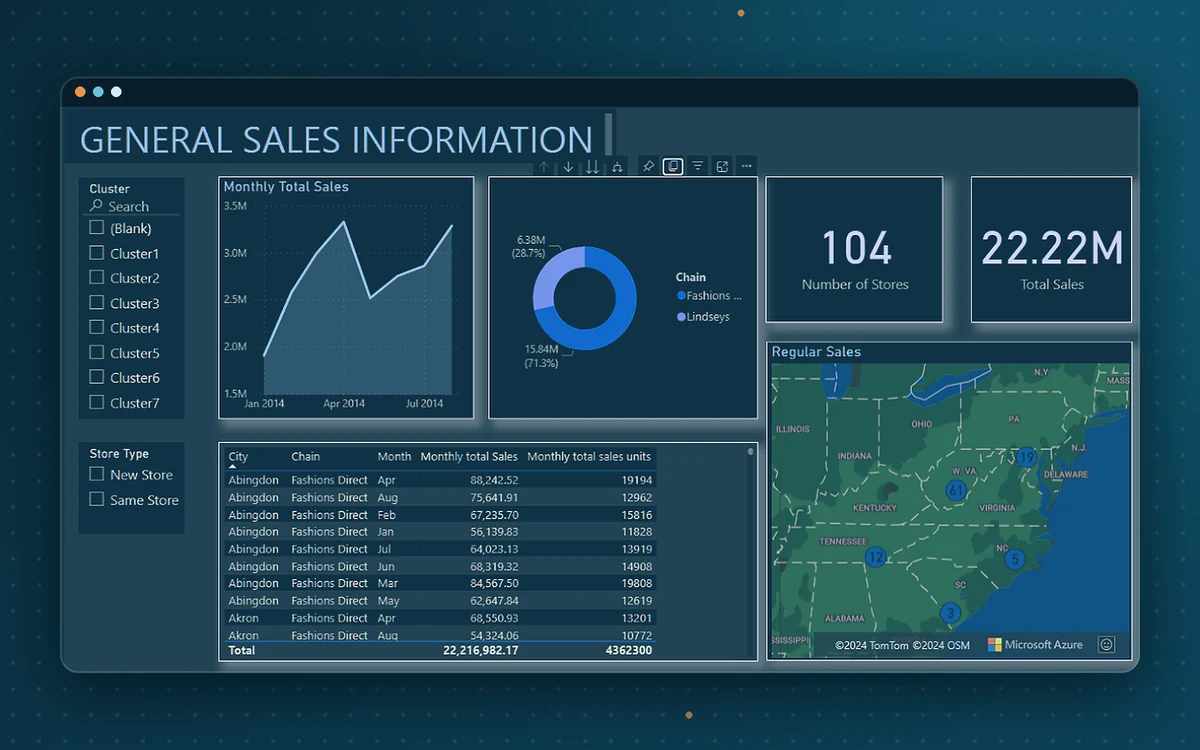 GENERAL SALES INFORMATION
Cluster
Search
(Blank)
Cluster1
Cluster2
Cluster3
Cluster4
Cluster5
Cluster6
Cluster7
Store Type
New Store
Same Store
Monthly Total Sales
3.5M
3.0M
2.5M
2.0M
1.5M
Jan 2014 Apr 2014 Jul 2014
6.38M
(28.7%)
15.84M
(71.3%)
Chain
Fashions ...
Lindseys
104
Number of Stores
22.22M
Total Sales
City Chain Month Monthly total Sales Monthly total sales units
Abingdon Fashions Direct Apr 88,242.52 19194
Abingdon Fashions Direct Aug 75,641.91 12962
Abingdon Fashions Direct Feb 67,235.70 15816
Abingdon Fashions Direct Jan 56,139.83 11828
Abingdon Fashions Direct Jul 64,023.13 13919
Abingdon Fashions Direct Jun 68,319.32 14908
Abingdon Fashions Direct Mar 84,567.50 19808
Abingdon Fashions Direct May 62,647.84 12619
Akron Fashions Direct Apr 68,550.93 13201
Akron Fashions Direct Aug 54,324.06 10772
Total 22,216,982.17 4362300
Regular Sales
N.Y.
MASS
PA
OHIO
ILLINOIS
N.J.
INDIANA
19
W. VA
DELAWARE
61
KENTUCKY
VIRGINIA
TENNESSEE
NC
12
5
SC
3
ALABAMA
SSISSIPPI
©2024 TomTom ©2024 OSM Microsoft Azure